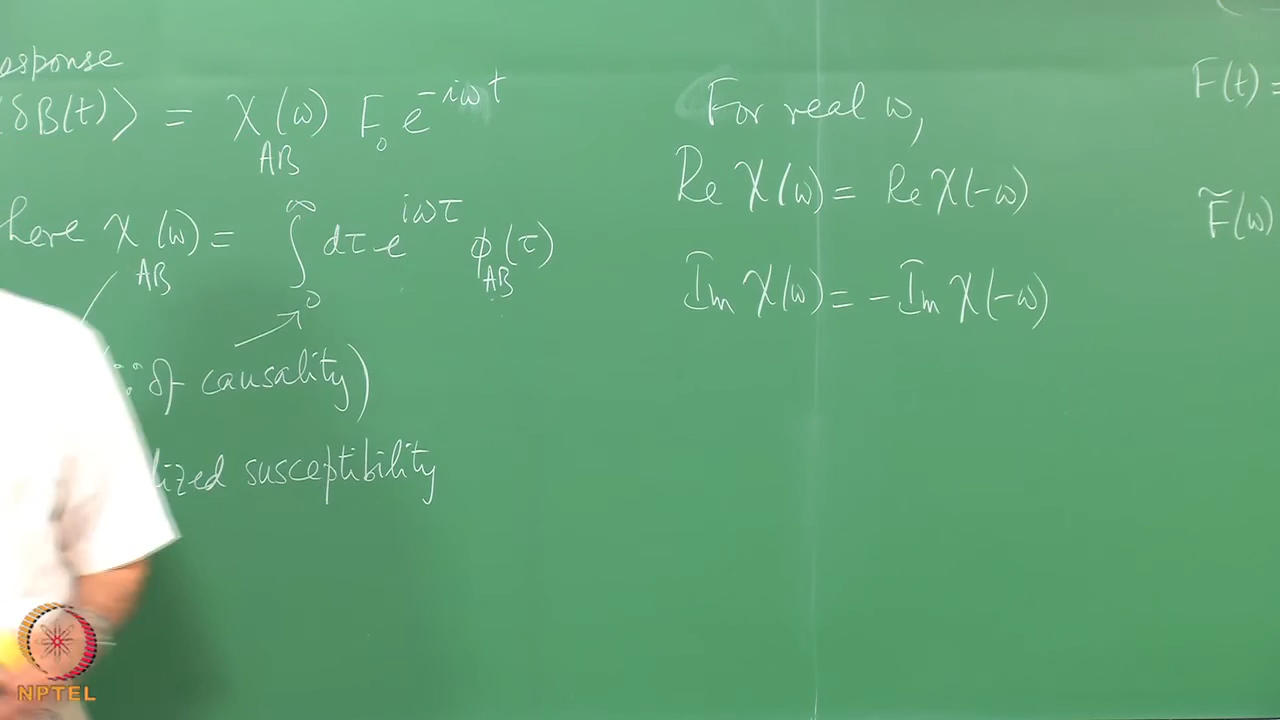 esponse
⟨δB(t)⟩ = χ_AB(ω) F₀ e^{-iωt}
here χ_AB(ω) = ∫₀^∞ dτ e^{iωτ} φ_AB(τ)
(∵ of causality)
lized susceptibility
For real ω,
Re χ(ω) = Re χ(-ω)
Im χ(ω) = - Im χ(-ω)
F(t) =
F̃(ω)
NPTEL